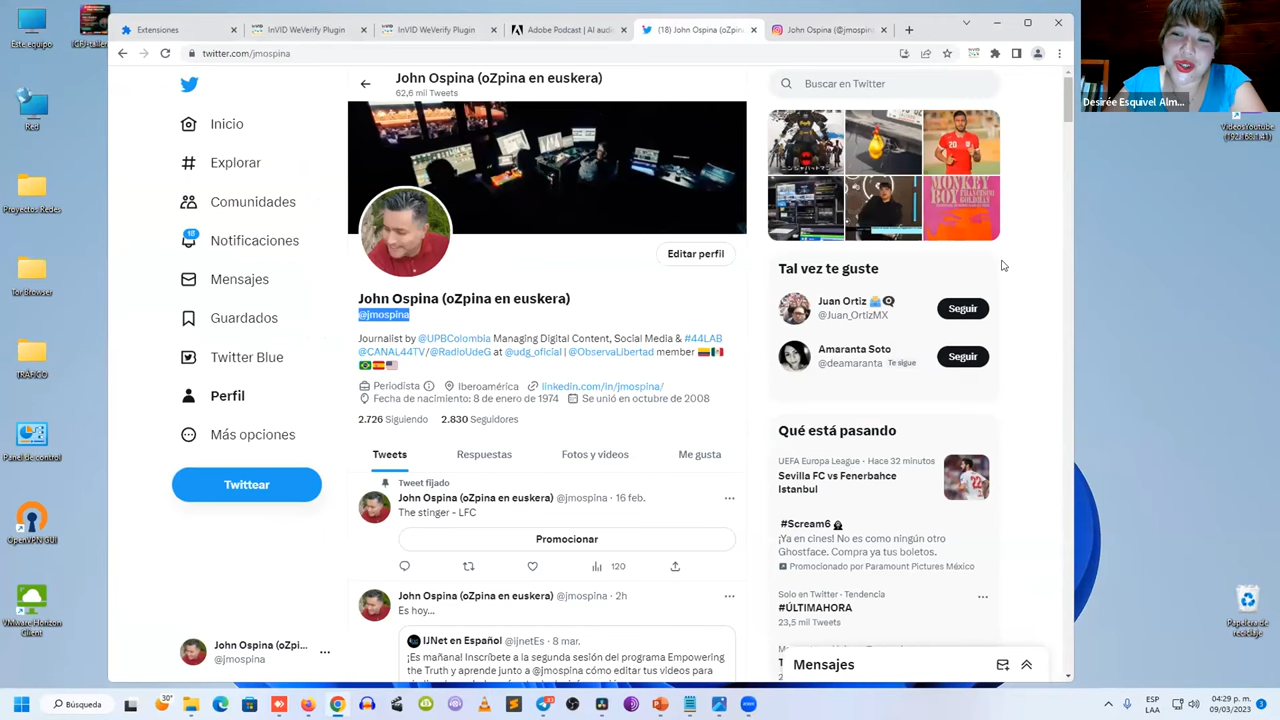 Este equipo
Red
Proyectos Redes
Tor Browser
TRÁFICO
Panel de control
OpenVPN GUI
VMware Horizon
Client
Extensiones
InVID WeVerify Plugin
InVID WeVerify Plugin
Adobe Podcast | AI audio
(18) John Ospina (oZpina
John Ospina (@jmospin
twitter.com/jmospina
Inicio
Explorar
Comunidades
18
Notificaciones
Mensajes
Guardados
Twitter Blue
Perfil
Más opciones
Twittear
John Ospina (oZpi...
@jmospina
John Ospina (oZpina en euskera)
62,6 mil Tweets
Editar perfil
John Ospina (oZpina en euskera)
@jmospina
Journalist by @UPBColombia Managing Digital Content, Social Media & #44LAB
@CANAL44TV/@RadioUdeG at @udg_oficial | @ObservaLibertad member
Periodista Iberoamérica linkedin.com/in/jmospina/
Fecha de nacimiento: 8 de enero de 1974 Se unió en octubre de 2008
2.726 Siguiendo 2.830 Seguidores
Tweets Respuestas Fotos y videos Me gusta
Tweet fijado
John Ospina (oZpina en euskera) @jmospina · 16 feb.
The stinger - LFC
Promocionar
120
John Ospina (oZpina en euskera) @jmospina · 2h
Es hoy...
IJNet en Español @ijnetEs · 8 mar.
¡Es mañana! Inscríbete a la segunda sesión del programa Empowering
the Truth y aprende junto a @jmospina cómo editar tus videos para
Buscar en Twitter
20
MONKEY
BOY FRANCISCO
GOLDMAN
Tal vez te guste
Juan Ortiz
@Juan_OrtizMX
Seguir
Amaranta Soto
@deamaranta Te sigue
Seguir
Qué está pasando
UEFA Europa League · Hace 32 minutos
Sevilla FC vs Fenerbahce
Istanbul
#Scream6
¡Ya en cines! No es como ningún otro
Ghostface. Compra ya tus boletos.
Promocionado por Paramount Pictures México
Solo en Twitter · Tendencia
#ÚLTIMAHORA
23,5 mil Tweets
Mensajes
Desirée Esquivel Alm...
VideosYoutube
Papelera de
reciclaje
30°
Búsqueda
ESP
LAA
04:29 p. m.
09/03/2023